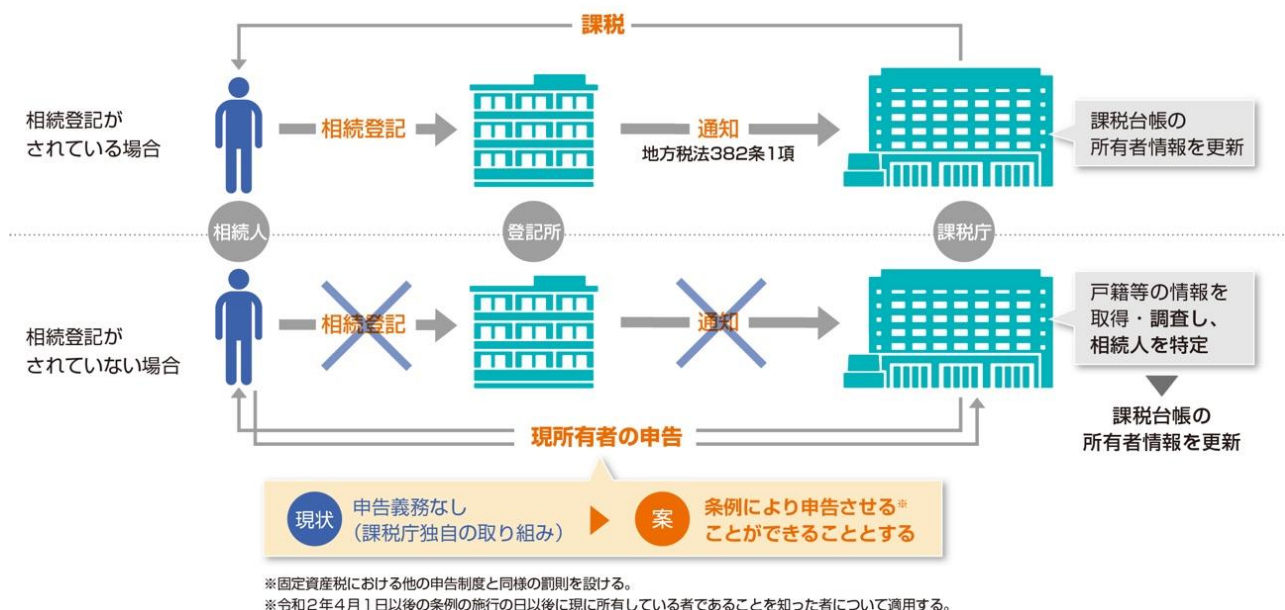 課税
相続登記が
されている場合
相続登記
通知
地方税法382条1項
課税台帳の
所有者情報を更新
相続人
登記所
課税庁
相続登記が
されていない場合
相続登記
通知
戸籍等の情報を
取得・調査し、
相続人を特定
課税台帳の
所有者情報を更新
現所有者の申告
現状
申告義務なし
（課税庁独自の取り組み）
案
条例により申告させる※
ことができることとする
※固定資産税における他の申告制度と同様の罰則を設ける。
※令和2年4月1日以後の条例の施行の日以後に現に所有している者であることを知った者について適用する。